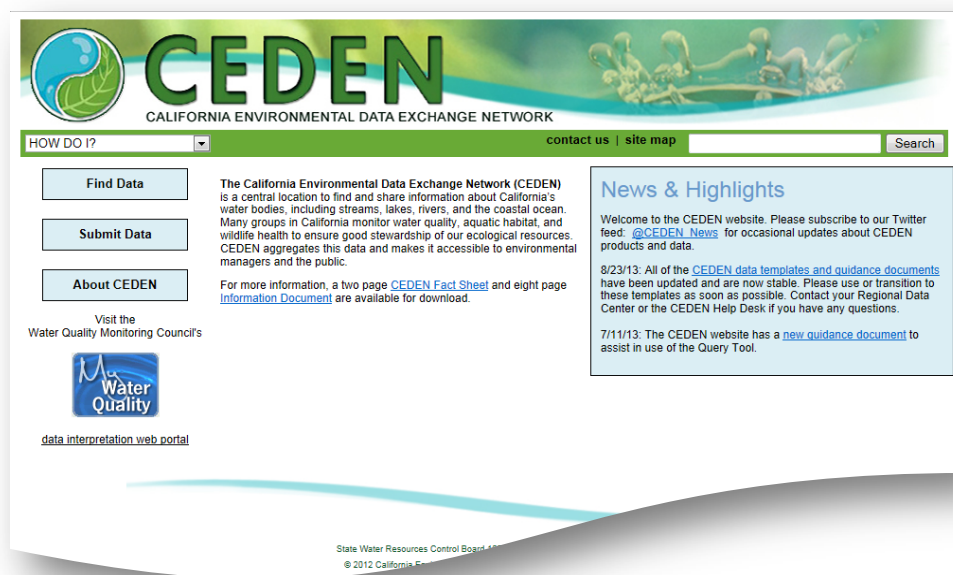 CEDEN
CALIFORNIA ENVIRONMENTAL DATA EXCHANGE NETWORK
HOW DO I?
contact us | site map
Search
Find Data
Submit Data
About CEDEN
Visit the
Water Quality Monitoring Council's
My
Water
Quality
data interpretation web portal
The California Environmental Data Exchange Network (CEDEN)
is a central location to find and share information about California's
water bodies, including streams, lakes, rivers, and the coastal ocean.
Many groups in California monitor water quality, aquatic habitat, and
wildlife health to ensure good stewardship of our ecological resources.
CEDEN aggregates this data and makes it accessible to environmental
managers and the public.
For more information, a two page CEDEN Fact Sheet and eight page
Information Document are available for download.
News & Highlights
Welcome to the CEDEN website. Please subscribe to our Twitter
feed: @CEDEN_News for occasional updates about CEDEN
products and data.
8/23/13: All of the CEDEN data templates and guidance documents
have been updated and are now stable. Please use or transition to
these templates as soon as possible. Contact your Regional Data
Center or the CEDEN Help Desk if you have any questions.
7/11/13: The CEDEN website has a new guidance document to
assist in use of the Query Tool.
State Water Resources Control Board
© 2012 California